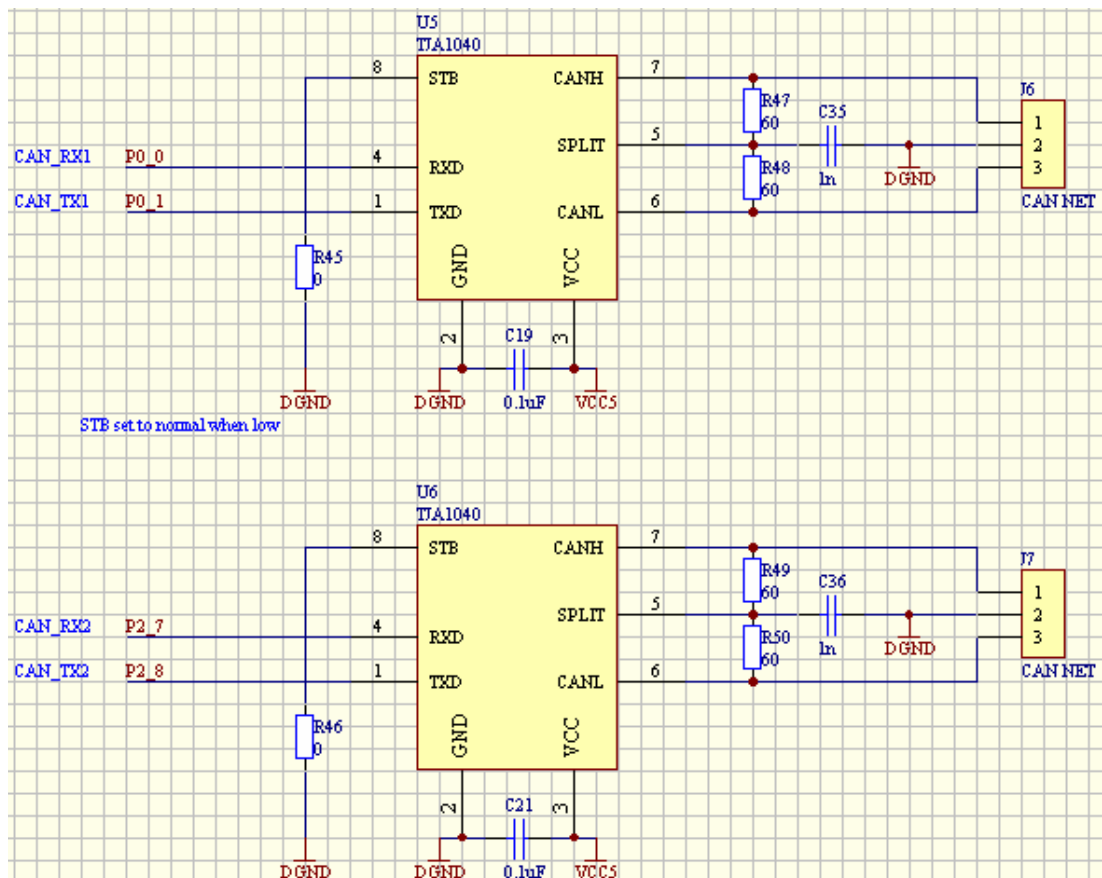 U5
TJA1040
8 STB CANH 7
J6
R47
60
C35
1
5
SPLIT
2
CAN_RX1 P0_0 4 RXD
R48
60
1n
DGND
3
CAN_TX1 P0_1 1 TXD CANL 6
CAN NET
GND VCC
R45
0
2 C19 3
DGND DGND 0.1uF VCC5
STB set to normal when low
U6
TJA1040
8 STB CANH 7
J7
R49
60
C36
1
5
SPLIT
2
CAN_RX2 P2_7 4 RXD
R50
60
1n
DGND
3
CAN_TX2 P2_8 1 TXD CANL 6
CAN NET
GND VCC
R46
0
2 C21 3
DGND DGND 0.1uF VCC5